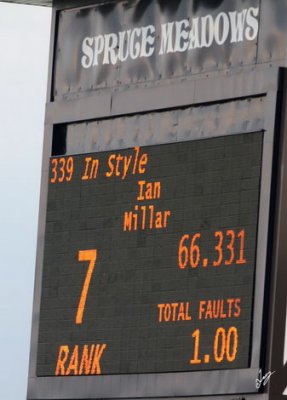 SPRUCE MEADOWS
339 In Style
Ian
Millar
7
66.331
TOTAL FAULTS
RANK
1.00